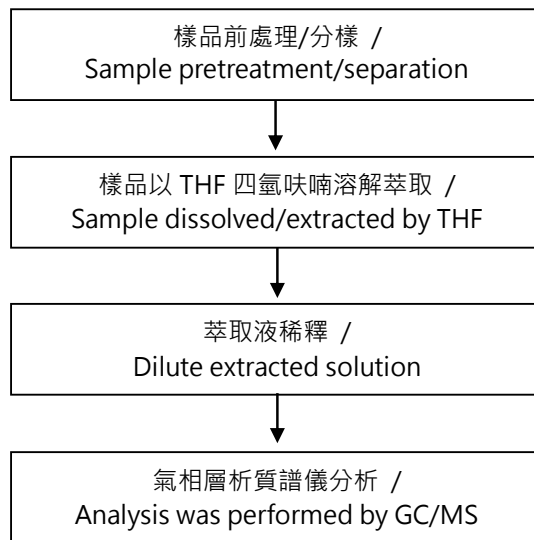 樣品前處理/分樣 /
Sample pretreatment/separation
樣品以 THF 四氫呋喃溶解萃取 /
Sample dissolved/extracted by THF
萃取液稀釋 /
Dilute extracted solution
氣相層析質譜儀分析 /
Analysis was performed by GC/MS